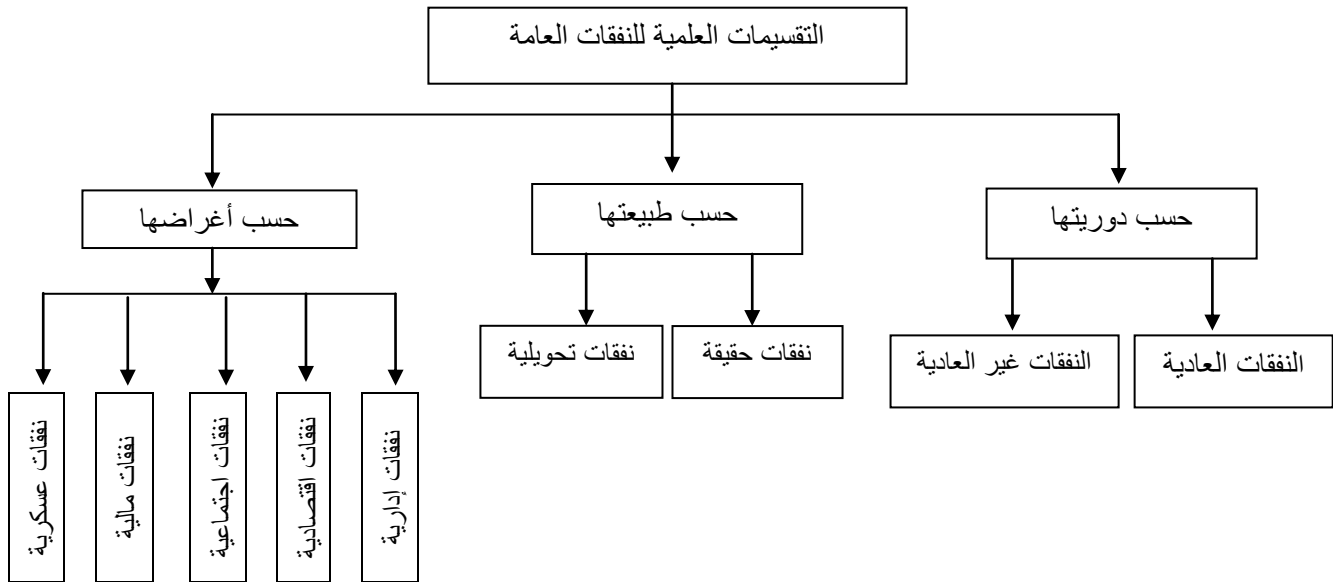 التقسيمات العلمية للنفقات العامة
حسب دوريتها
حسب طبيعتها
حسب أغراضها
النفقات العادية
النفقات غير العادية
نفقات حقيقة
نفقات تحويلية
نفقات إدارية
نفقات اقتصادية
نفقات اجتماعية
نفقات مالية
نفقات عسكرية